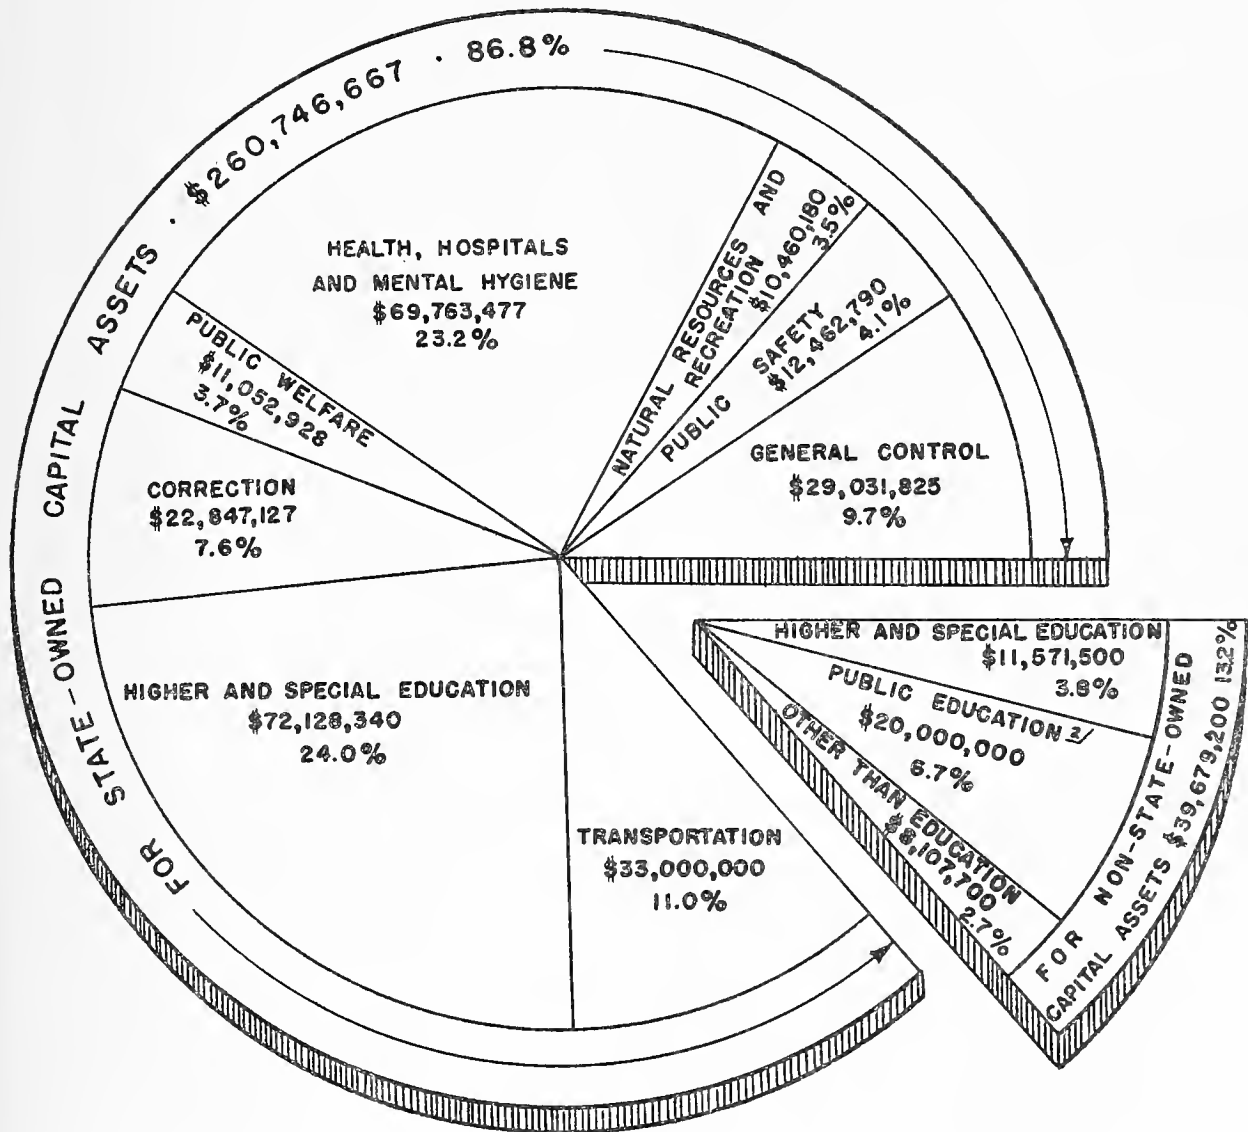 FOR STATE-OWNED CAPITAL ASSETS · $260,746,667 · 86.8%
HEALTH, HOSPITALS
AND MENTAL HYGIENE
$69,763,477
23.2%
NATURAL RESOURCES AND
RECREATION $10,460,180
3.5%
PUBLIC SAFETY
$12,462,790
4.1%
GENERAL CONTROL
$29,031,825
9.7%
PUBLIC WELFARE
$11,052,928
3.7%
CORRECTION
$22,847,127
7.6%
HIGHER AND SPECIAL EDUCATION
$72,128,340
24.0%
TRANSPORTATION
$33,000,000
11.0%
HIGHER AND SPECIAL EDUCATION
$11,571,500
3.8%
PUBLIC EDUCATION 2/
$20,000,000
6.7%
OTHER THAN EDUCATION
$8,107,700
2.7%
FOR NON-STATE-OWNED
CAPITAL ASSETS $39,679,200 13.2%